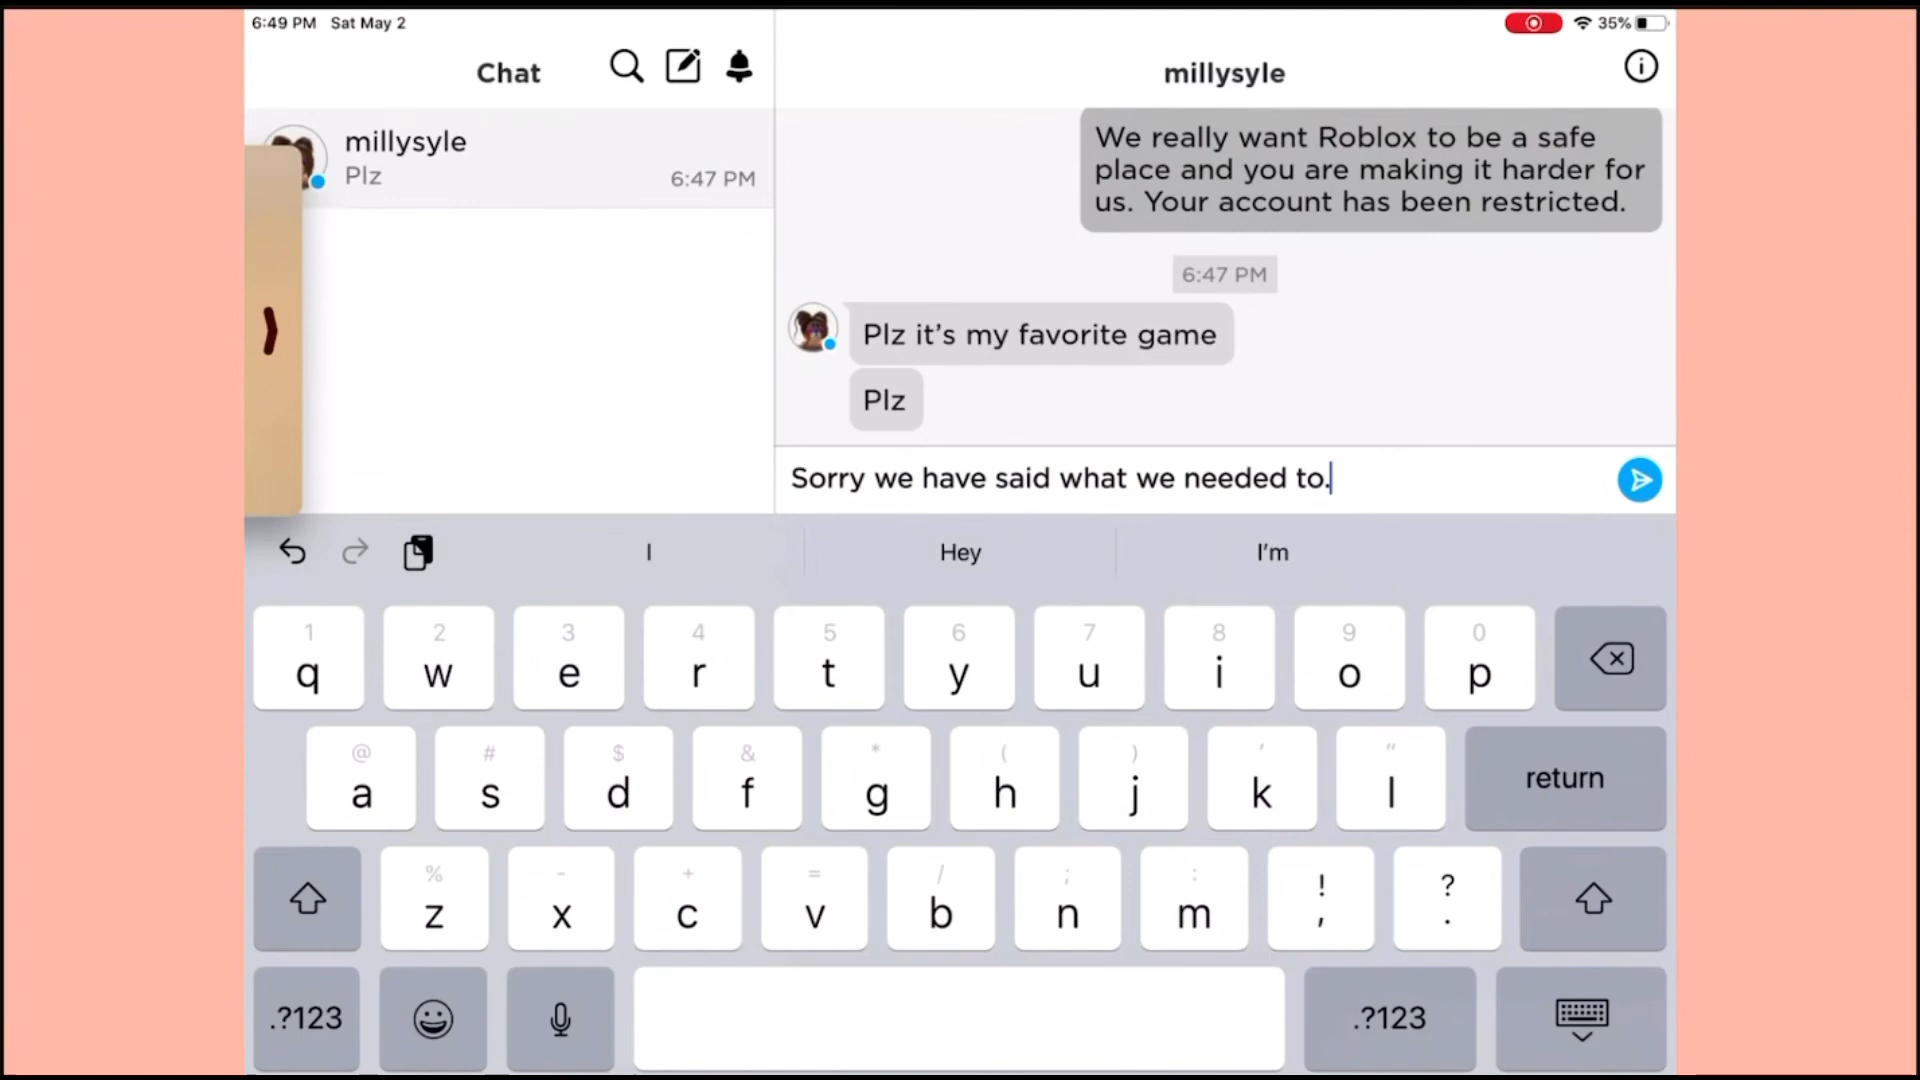 6:49 PM Sat May 2
35%
Chat
millysyle
millysyle
Plz
6:47 PM
We really want Roblox to be a safe
place and you are making it harder for
us. Your account has been restricted.
6:47 PM
Plz it's my favorite game
Plz
Sorry we have said what we needed to.
I
Hey
I'm
1 2 3 4 5 6 7 8 9 0
q w e r t y u i o p
@ # $ & * ( ) ' "
a s d f g h j k l return
% - + = / ; : ! ?
z x c v b n m , .
.?123 .?123